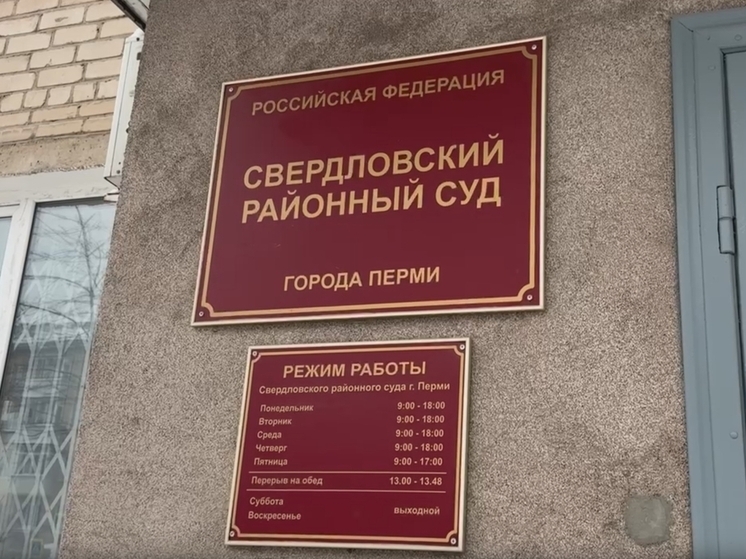 РОССИЙСКАЯ ФЕДЕРАЦИЯ
СВЕРДЛОВСКИЙ
РАЙОННЫЙ СУД
ГОРОДА ПЕРМИ
РЕЖИМ РАБОТЫ
Свердловского районного суда г. Перми
Понедельник 9:00 - 18:00
Вторник 9:00 - 18:00
Среда 9:00 - 18:00
Четверг 9:00 - 18:00
Пятница 9:00 - 17:00
Перерыв на обед 13.00 - 13.48
Суббота
Воскресенье выходной